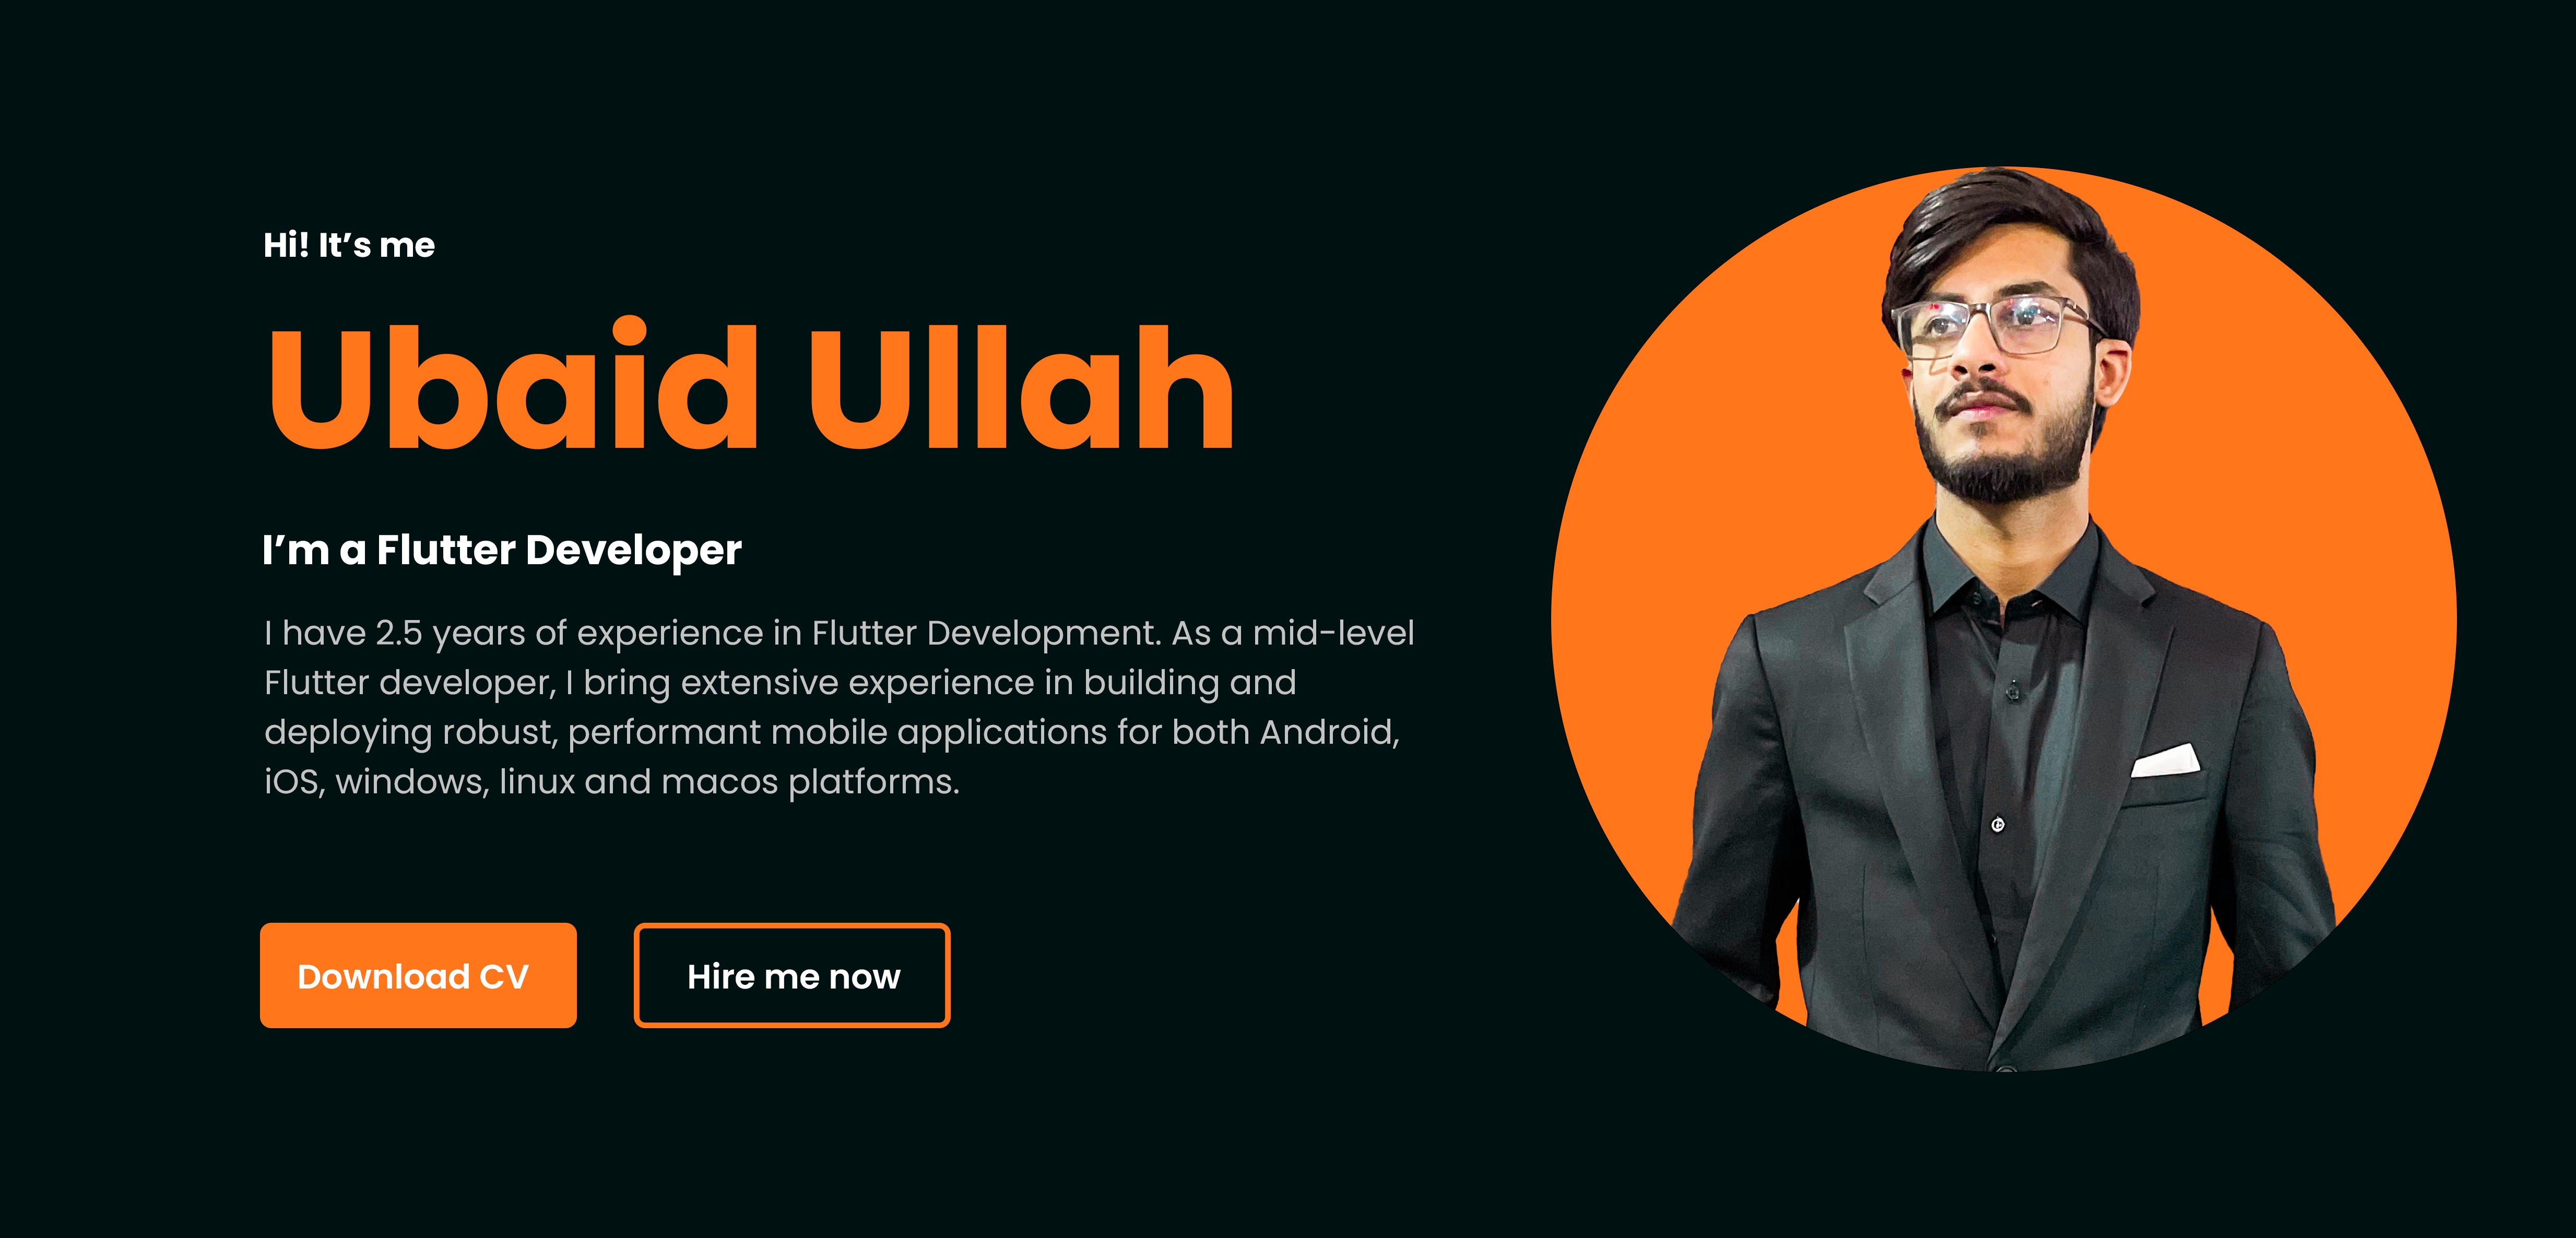 Hi! It’s me
Ubaid Ullah
I’m a Flutter Developer
I have 2.5 years of experience in Flutter Development. As a mid-level
Flutter developer, I bring extensive experience in building and
deploying robust, performant mobile applications for both Android,
iOS, windows, linux and macos platforms.
Download CV
Hire me now